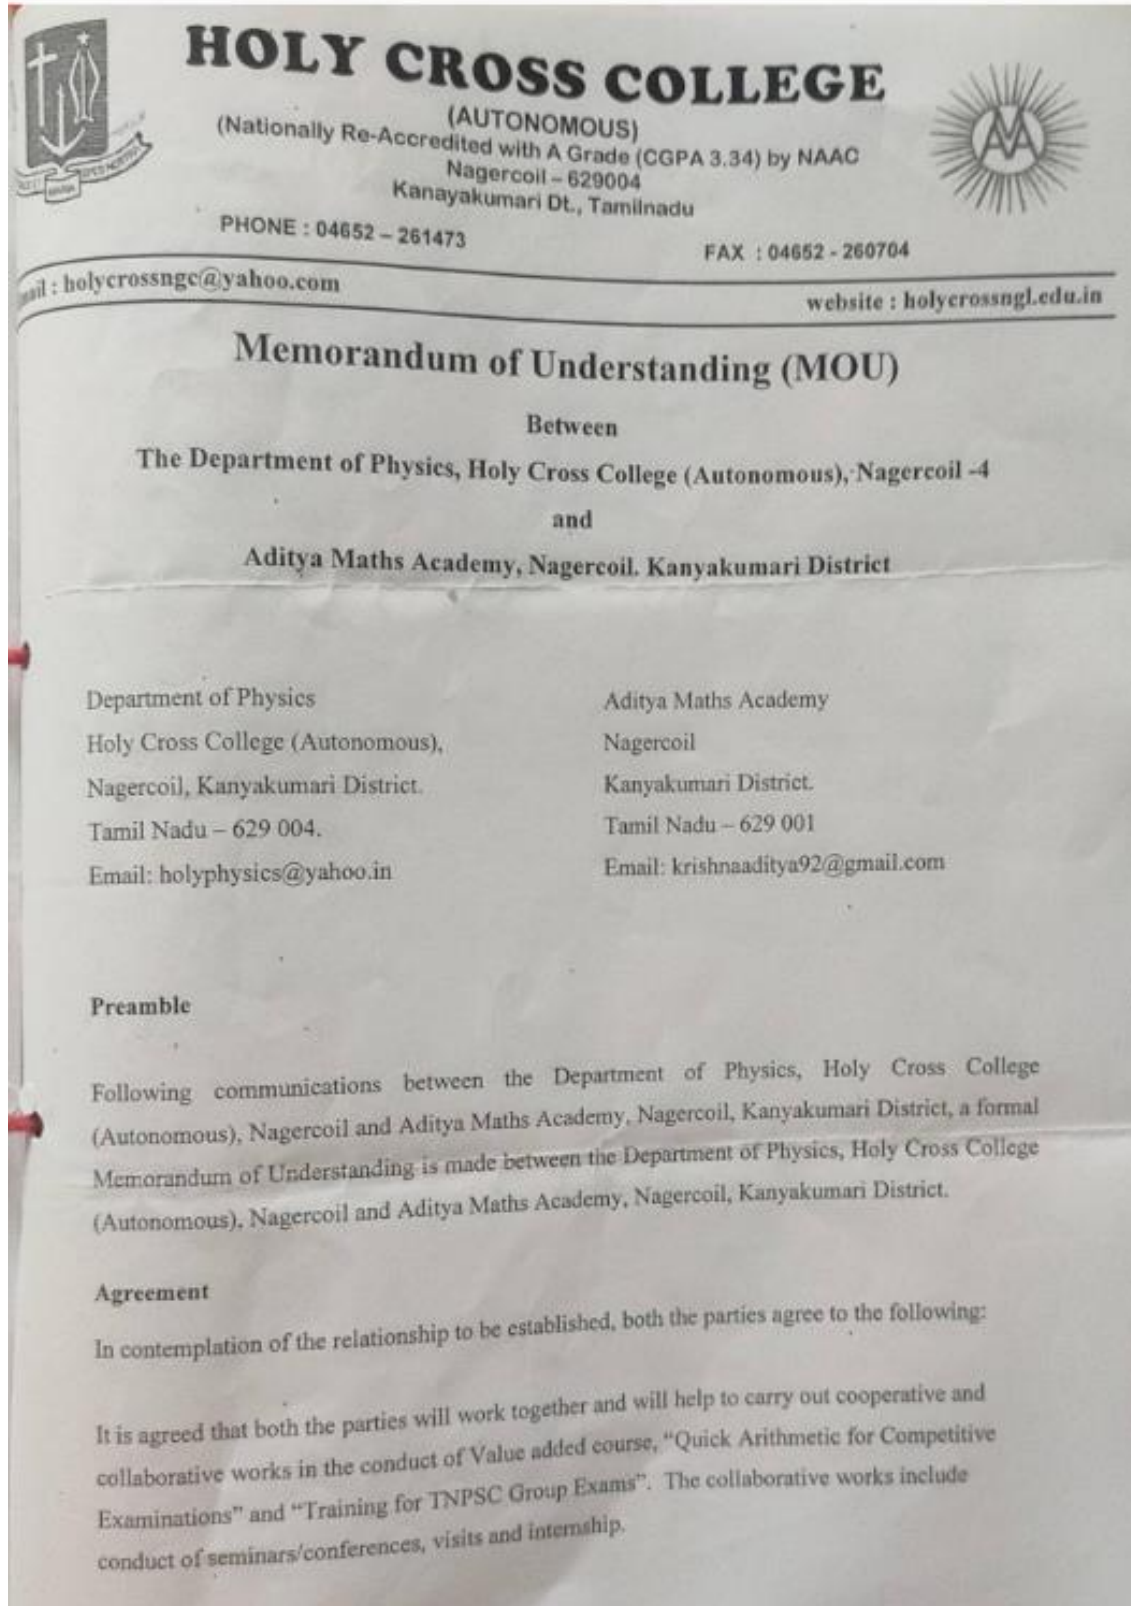 HOLY CROSS COLLEGE
(AUTONOMOUS)
(Nationally Re-Accredited with A Grade (CGPA 3.34) by NAAC
Nagercoil – 629004
Kanayakumari Dt., Tamilnadu
PHONE : 04652 – 261473
FAX : 04652 - 260704
ail : holycrossngc@yahoo.com
website : holycrossngl.edu.in
Memorandum of Understanding (MOU)
Between
The Department of Physics, Holy Cross College (Autonomous), Nagercoil -4
and
Aditya Maths Academy, Nagercoil. Kanyakumari District
Department of Physics
Holy Cross College (Autonomous),
Nagercoil, Kanyakumari District.
Tamil Nadu – 629 004.
Email: holyphysics@yahoo.in
Aditya Maths Academy
Nagercoil
Kanyakumari District.
Tamil Nadu – 629 001
Email: krishnaaditya92@gmail.com
Preamble
Following communications between the Department of Physics, Holy Cross College
(Autonomous), Nagercoil and Aditya Maths Academy, Nagercoil, Kanyakumari District, a formal
Memorandum of Understanding is made between the Department of Physics, Holy Cross College
(Autonomous), Nagercoil and Aditya Maths Academy, Nagercoil, Kanyakumari District.
Agreement
In contemplation of the relationship to be established, both the parties agree to the following:
It is agreed that both the parties will work together and will help to carry out cooperative and
collaborative works in the conduct of Value added course, “Quick Arithmetic for Competitive
Examinations” and “Training for TNPSC Group Exams”. The collaborative works include
conduct of seminars/conferences, visits and internship.